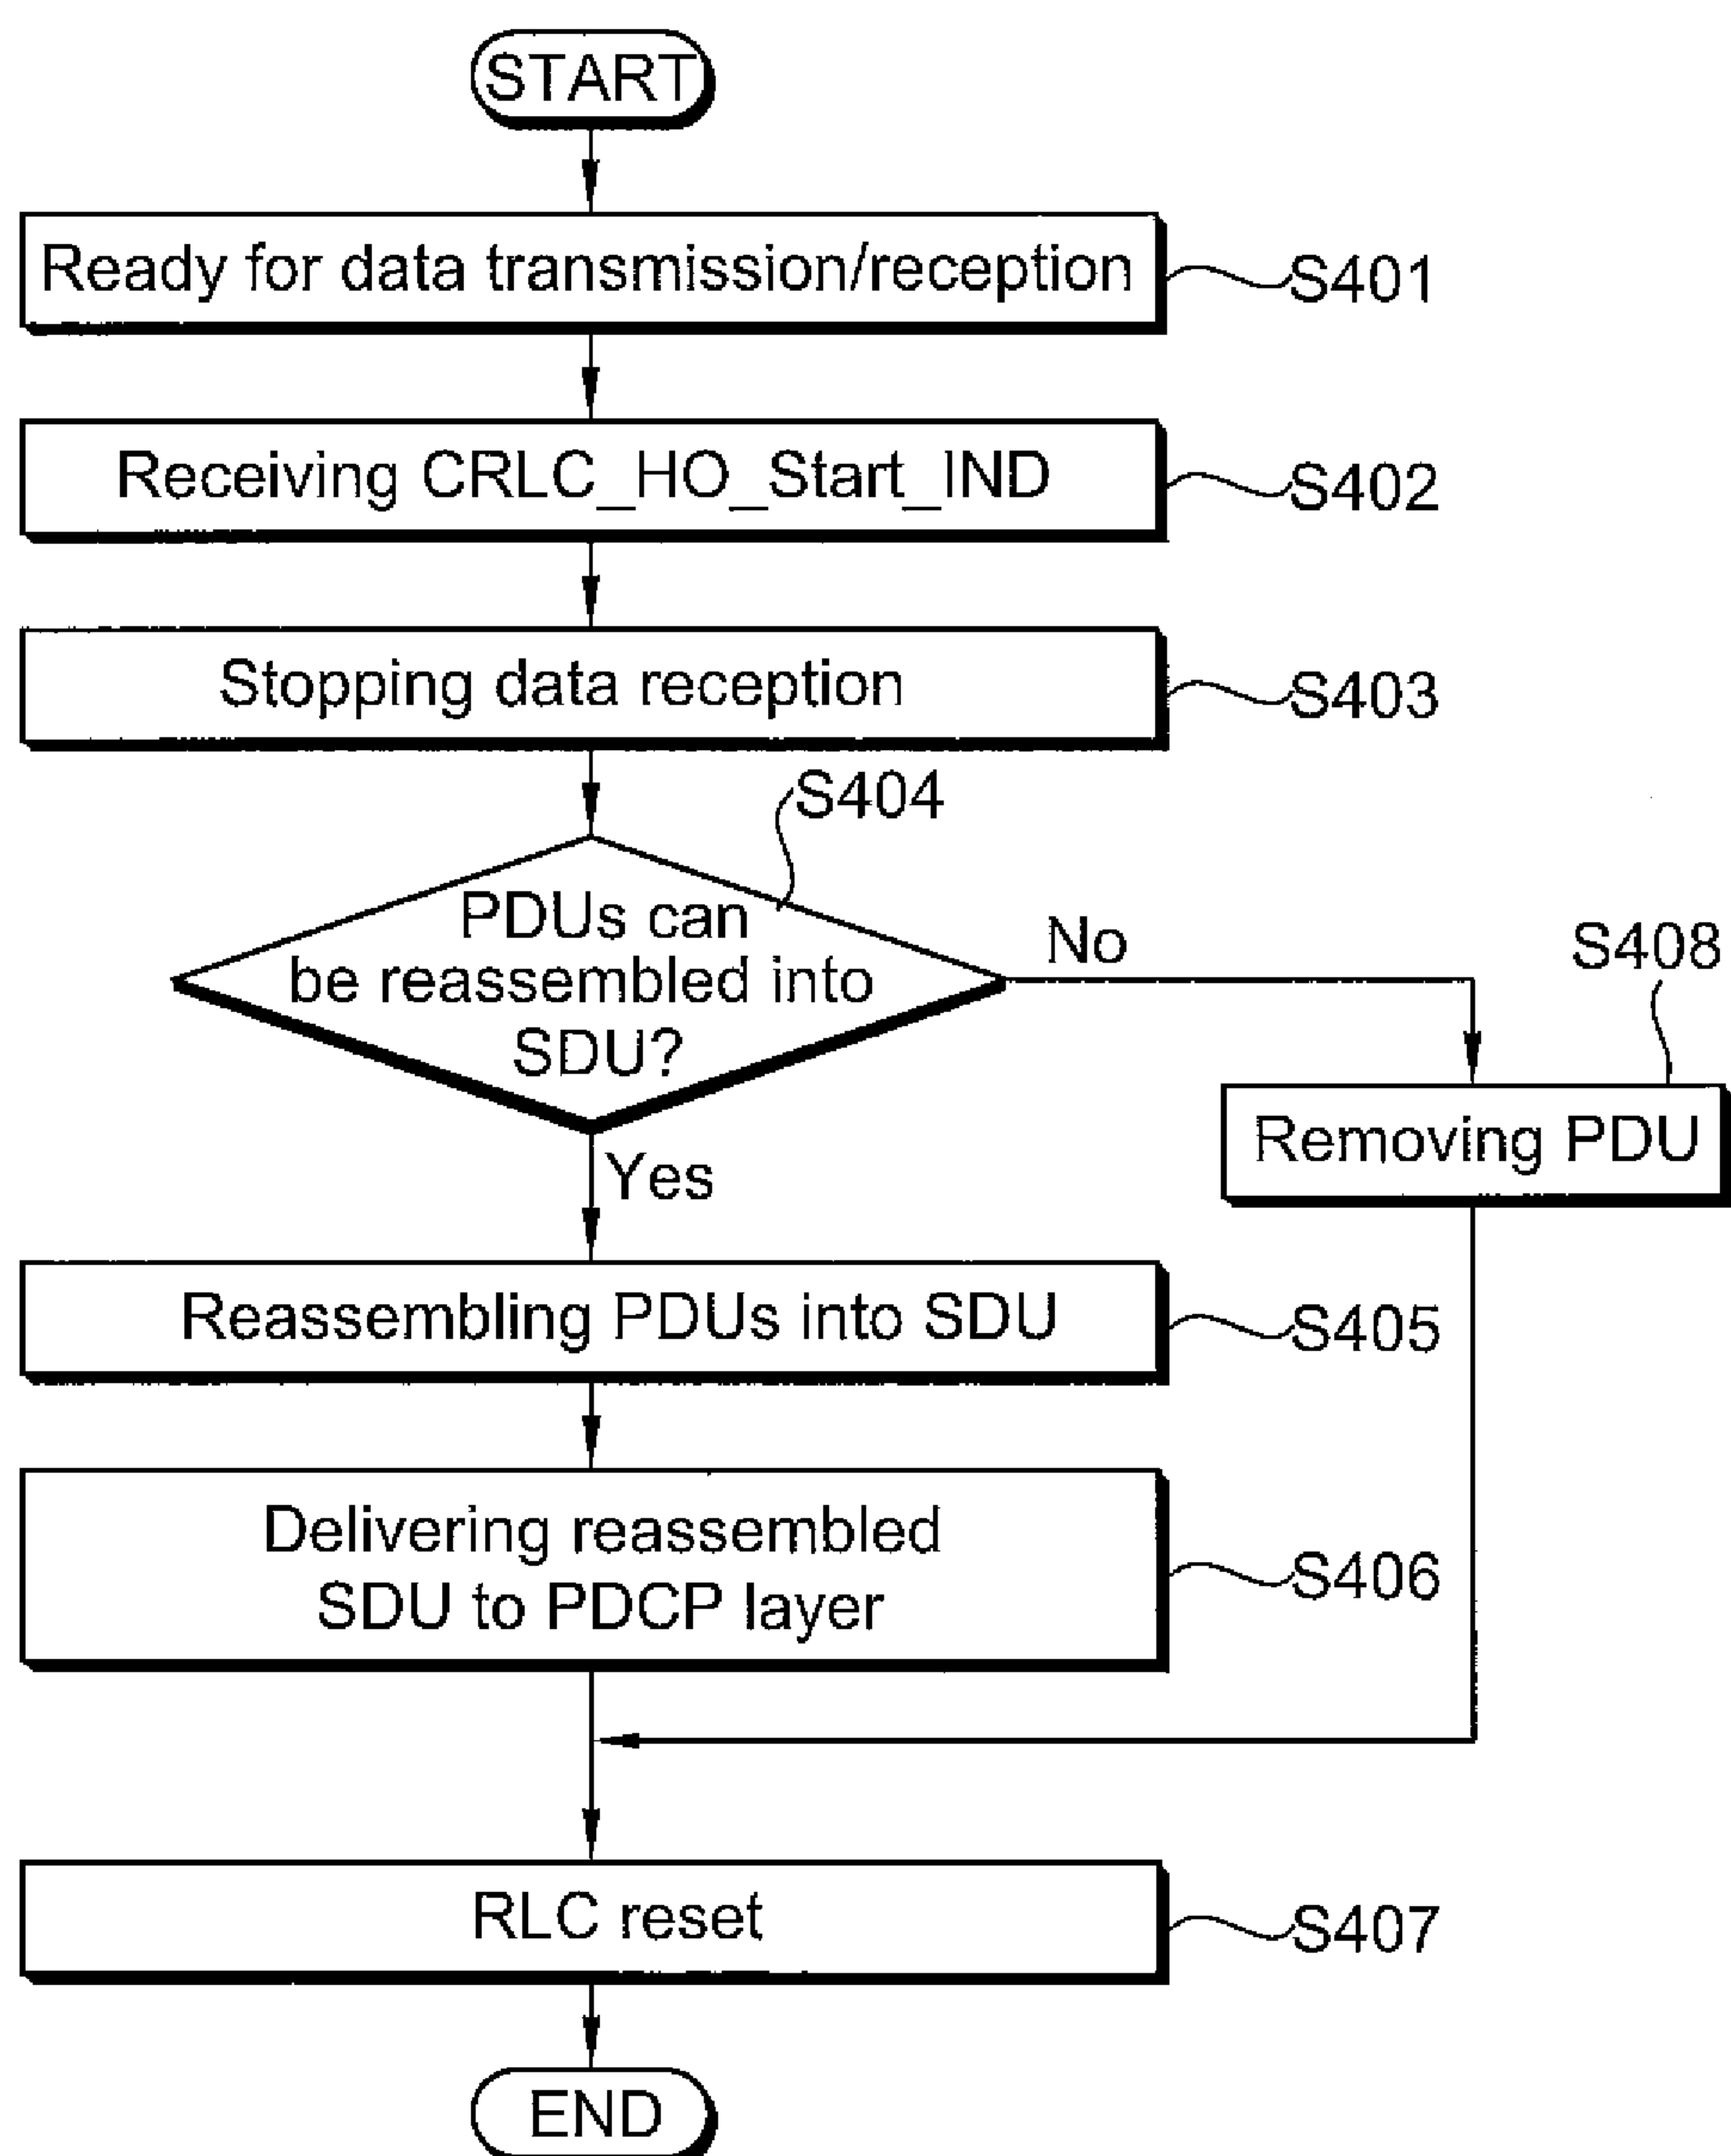 START
Ready for data transmission/reception
S401
Receiving CRLC_HO_Start_IND
S402
Stopping data reception
S403
S404
PDUs can
be reassembled into
SDU?
No
S408
Removing PDU
Yes
Reassembling PDUs into SDU
S405
Delivering reassembled
SDU to PDCP layer
S406
RLC reset
S407
END